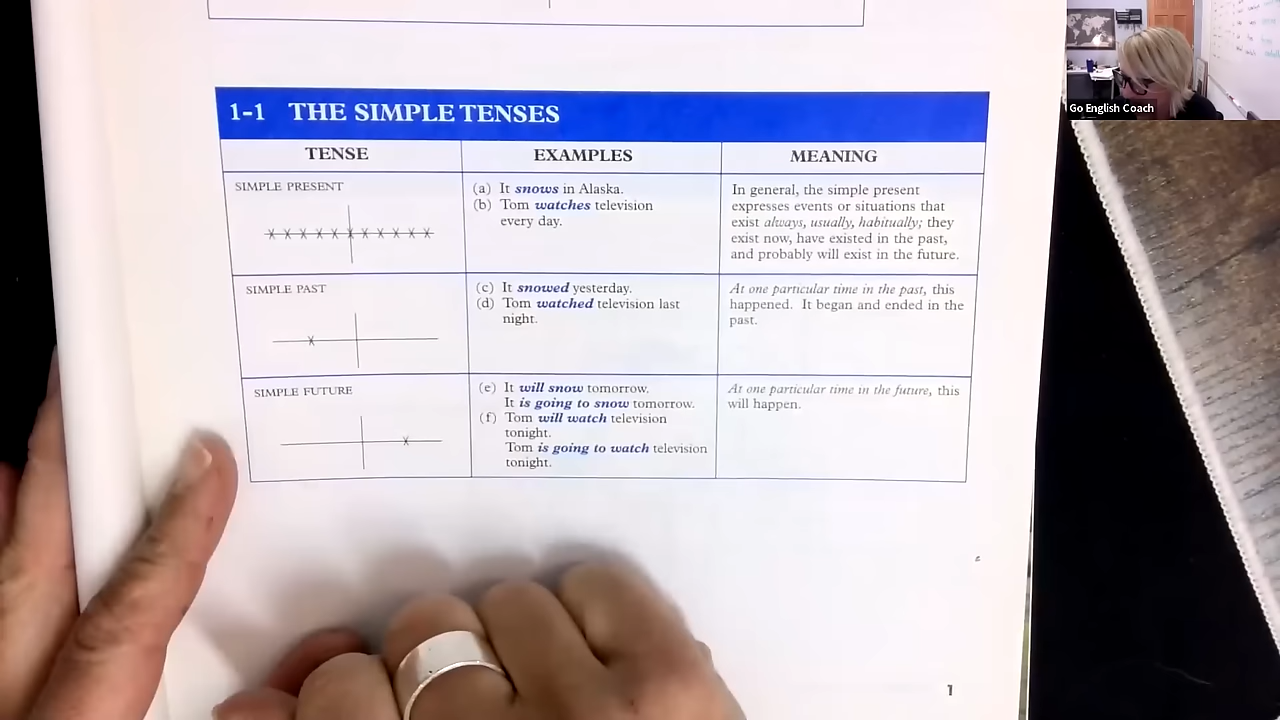 Go English Coach
1-1 THE SIMPLE TENSES
TENSE EXAMPLES MEANING
SIMPLE PRESENT
(a) It snows in Alaska.
(b) Tom watches television
every day.
In general, the simple present
expresses events or situations that
exist always, usually, habitually; they
exist now, have existed in the past,
and probably will exist in the future.
SIMPLE PAST
(c) It snowed yesterday.
(d) Tom watched television last
night.
At one particular time in the past, this
happened. It began and ended in the
past.
SIMPLE FUTURE
(e) It will snow tomorrow.
It is going to snow tomorrow.
(f) Tom will watch television
tonight.
Tom is going to watch television
tonight.
At one particular time in the future, this
will happen.
1